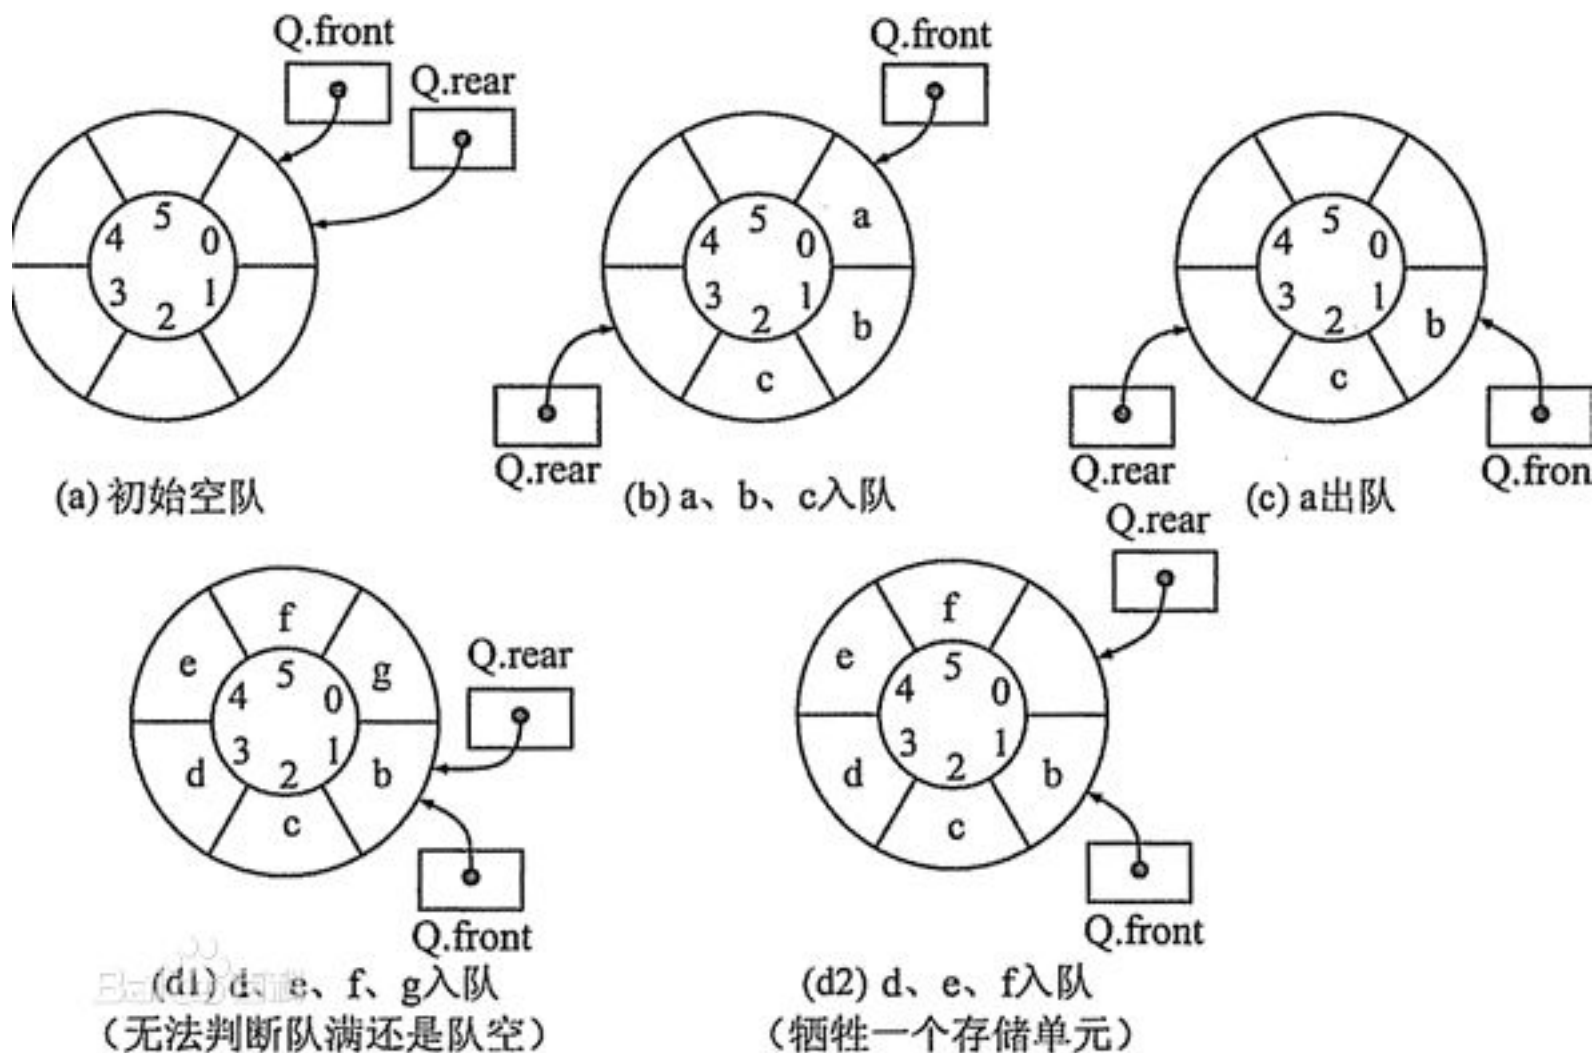 Q.front
Q.rear
5
4 0
3 1
2
(a) 初始空队
Q.front
5
4 0 a
3 1 b
2
c
Q.rear
(b) a、b、c入队
5
4 0
3 1 b
2
c
Q.rear
Q.fron
(c) a出队
f
e 5 g
4 0
3 1
d 2 b
c
Q.rear
Q.front
(d1) d、e、f、g入队
(无法判断队满还是队空)
Q.rear
f
e 5
4 0
3 1
d 2 b
c
Q.front
(d2) d、e、f入队
(牺牲一个存储单元)